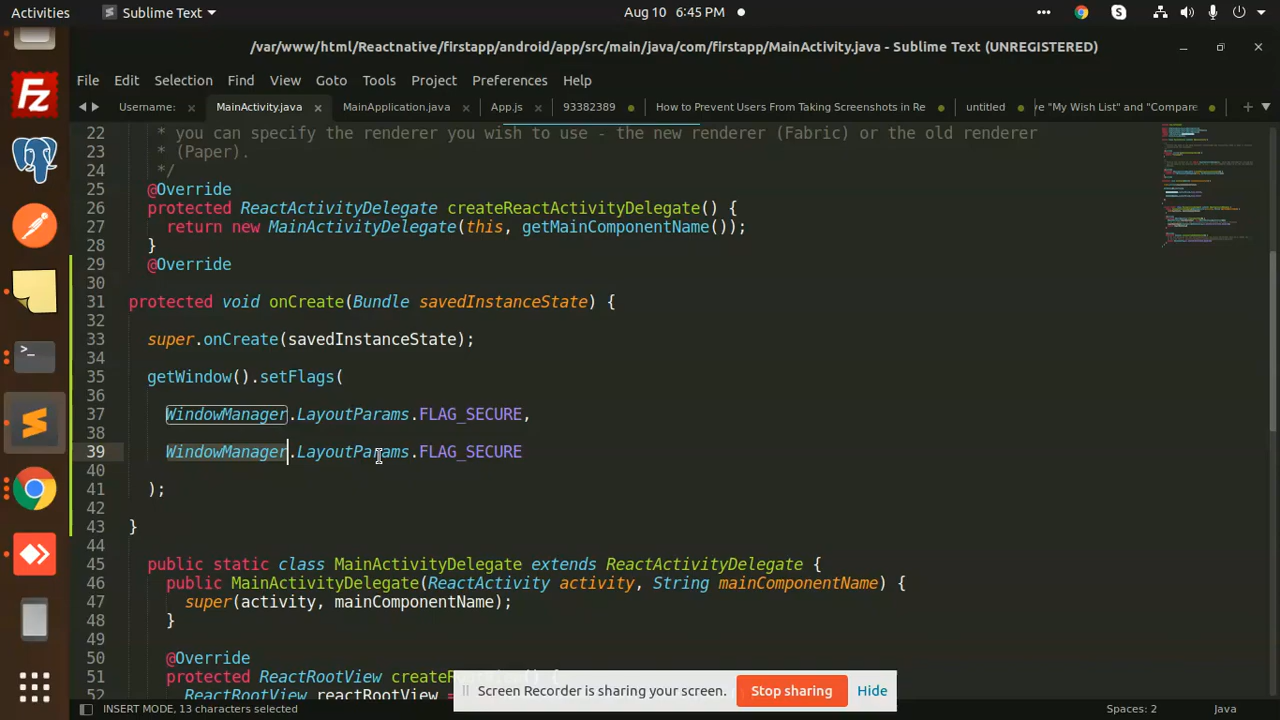 Activities
Sublime Text
Aug 10 6:45 PM
/var/www/html/Reactnative/firstapp/android/app/src/main/java/com/firstapp/MainActivity.java - Sublime Text (UNREGISTERED)
File Edit Selection Find View Goto Tools Project Preferences Help
Username: MainActivity.java MainApplication.java App.js 93382389 How to Prevent Users From Taking Screenshots in Re untitled ve "My Wish List" and "Compare
22 * you can specify the renderer you wish to use - the new renderer (Fabric) or the old renderer
23 * (Paper).
24 */
25 @Override
26 protected ReactActivityDelegate createReactActivityDelegate() {
27 return new MainActivityDelegate(this, getMainComponentName());
28 }
29 @Override
30
31 protected void onCreate(Bundle savedInstanceState) {
32
33 super.onCreate(savedInstanceState);
34
35 getWindow().setFlags(
36
37 WindowManager.LayoutParams.FLAG_SECURE,
38
39 WindowManager.LayoutParams.FLAG_SECURE
40
41 );
42
43 }
44
45 public static class MainActivityDelegate extends ReactActivityDelegate {
46 public MainActivityDelegate(ReactActivity activity, String mainComponentName) {
47 super(activity, mainComponentName);
48 }
49
50 @Override
51 protected ReactRootView
52 ReactRootView reactRootView =
Screen Recorder is sharing your screen. Stop sharing Hide
INSERT MODE, 13 characters selected
Spaces: 2
Java